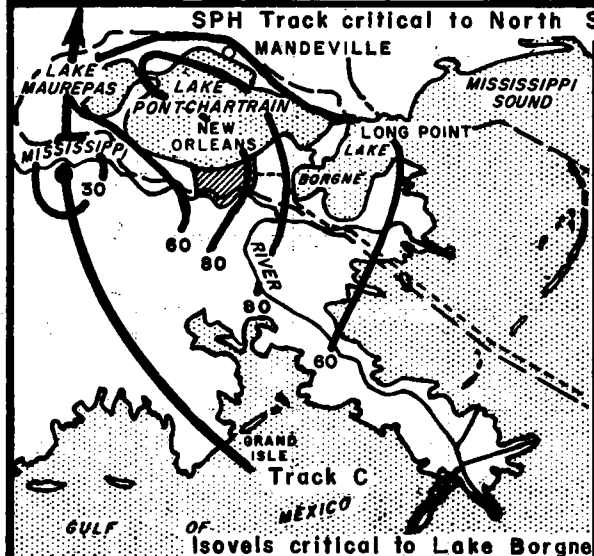 SPH Track critical to North S
MANDEVILLE
LAKE
MAUREPAS
LAKE
PONTCHARTRAIN
MISSISSIPPI
SOUND
NEW
ORLEANS
LONG POINT
LAKE
BORGNE
MISSISSIPP
30
60
80
RIVER
80
60
GRAND
ISLE
Track C
GULF OF MEXICO
Isovels critical to Lake Borgne